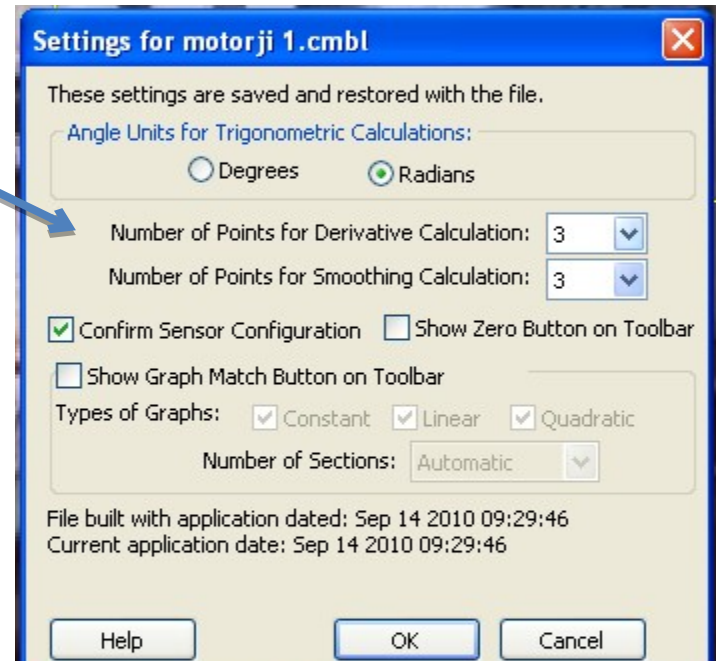 Settings for motorji 1.cmbl
These settings are saved and restored with the file.
Angle Units for Trigonometric Calculations:
Degrees Radians
Number of Points for Derivative Calculation: 3
Number of Points for Smoothing Calculation: 3
Confirm Sensor Configuration Show Zero Button on Toolbar
Show Graph Match Button on Toolbar
Types of Graphs: Constant Linear Quadratic
Number of Sections: Automatic
File built with application dated: Sep 14 2010 09:29:46
Current application date: Sep 14 2010 09:29:46
Help OK Cancel